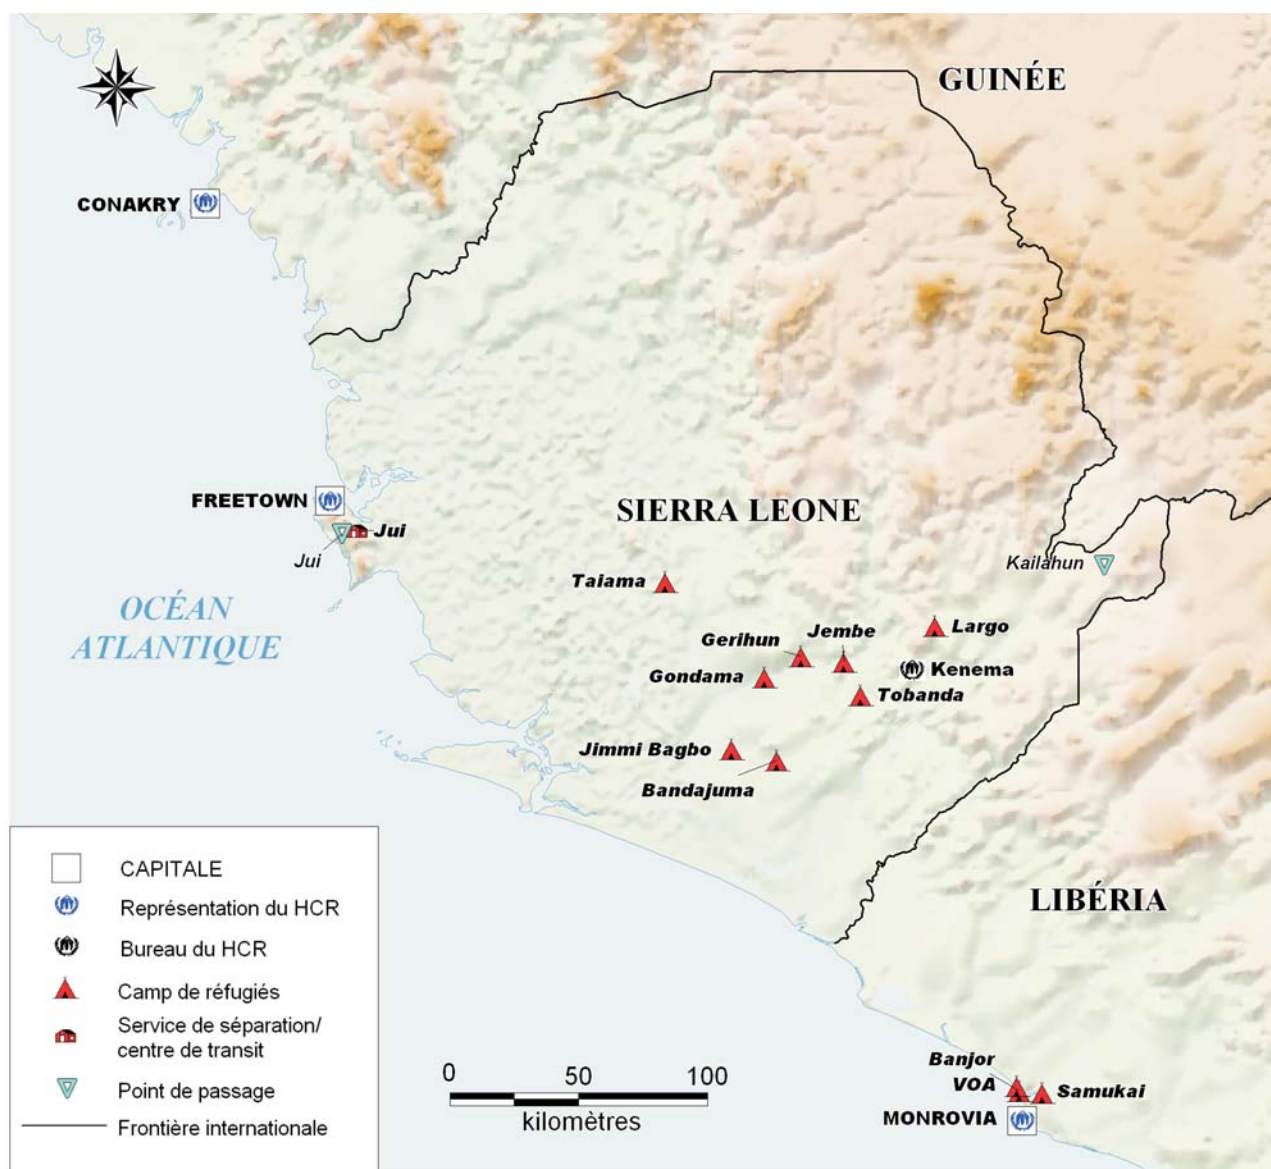 GUINÉE
CONAKRY
FREETOWN
SIERRA LEONE
Jui
Jui
Kailahun
Taiama
OCÉAN
ATLANTIQUE
Largo
Jembe
Gerihun
Kenema
Gondama
Tobanda
Jimmi Bagbo
Bandajuma
LIBÉRIA
CAPITALE
Représentation du HCR
Bureau du HCR
Camp de réfugiés
Service de séparation/
centre de transit
Point de passage
Frontière internationale
0 50 100
kilomètres
Banjor
VOA
Samukai
MONROVIA